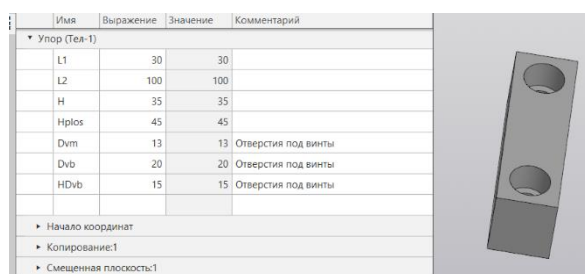 Имя Выражение Значение Комментарий
Упор (Тел-1)
L1 30 30
L2 100 100
H 35 35
Hplos 45 45
Dvm 13 13 Отверстия под винты
Dvb 20 20 Отверстия под винты
HDvb 15 15 Отверстия под винты
Начало координат
Копирование:1
Смещенная плоскость:1